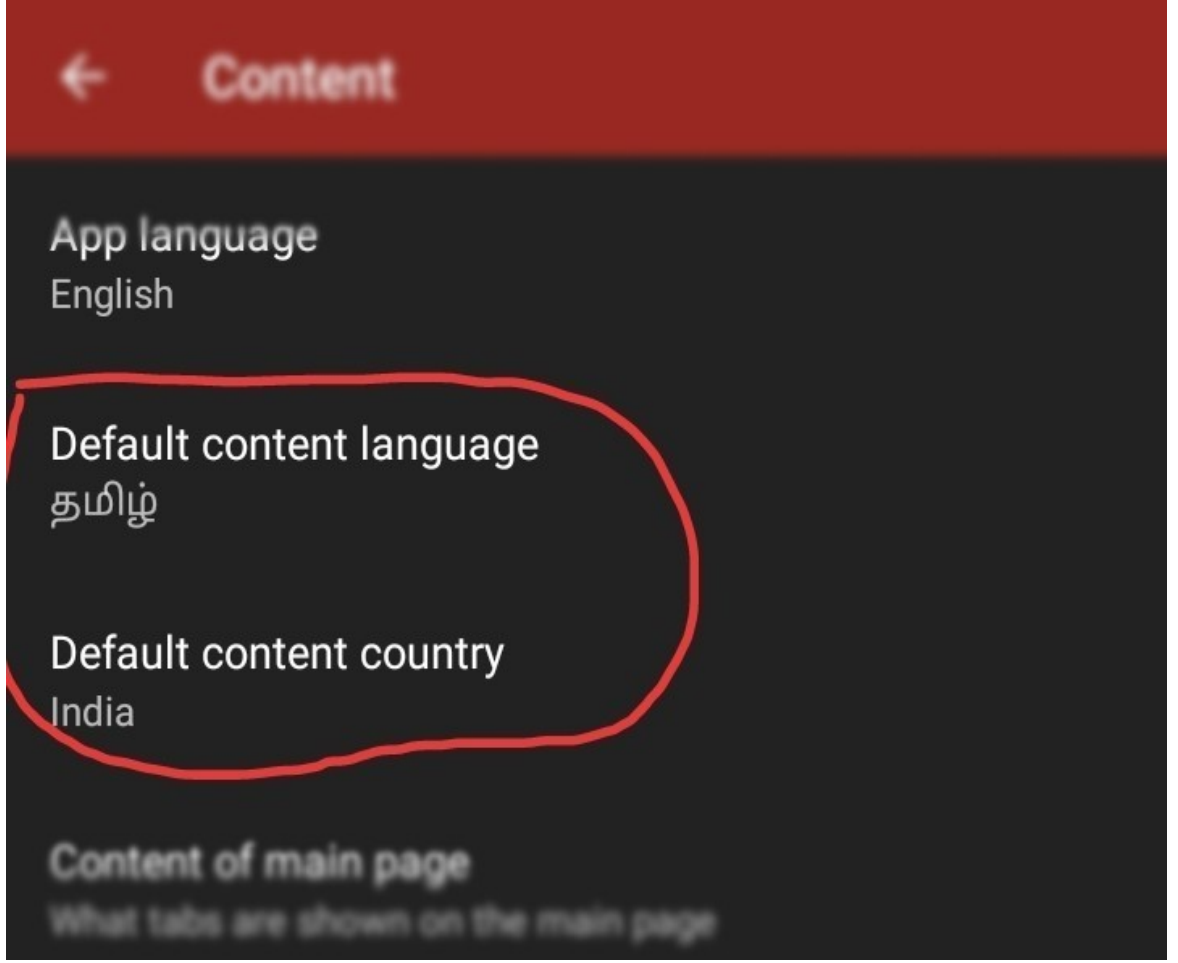 Content
App language
English
Default content language
தமிழ்
Default content country
India
Content of main page
What tabs are shown on the main page